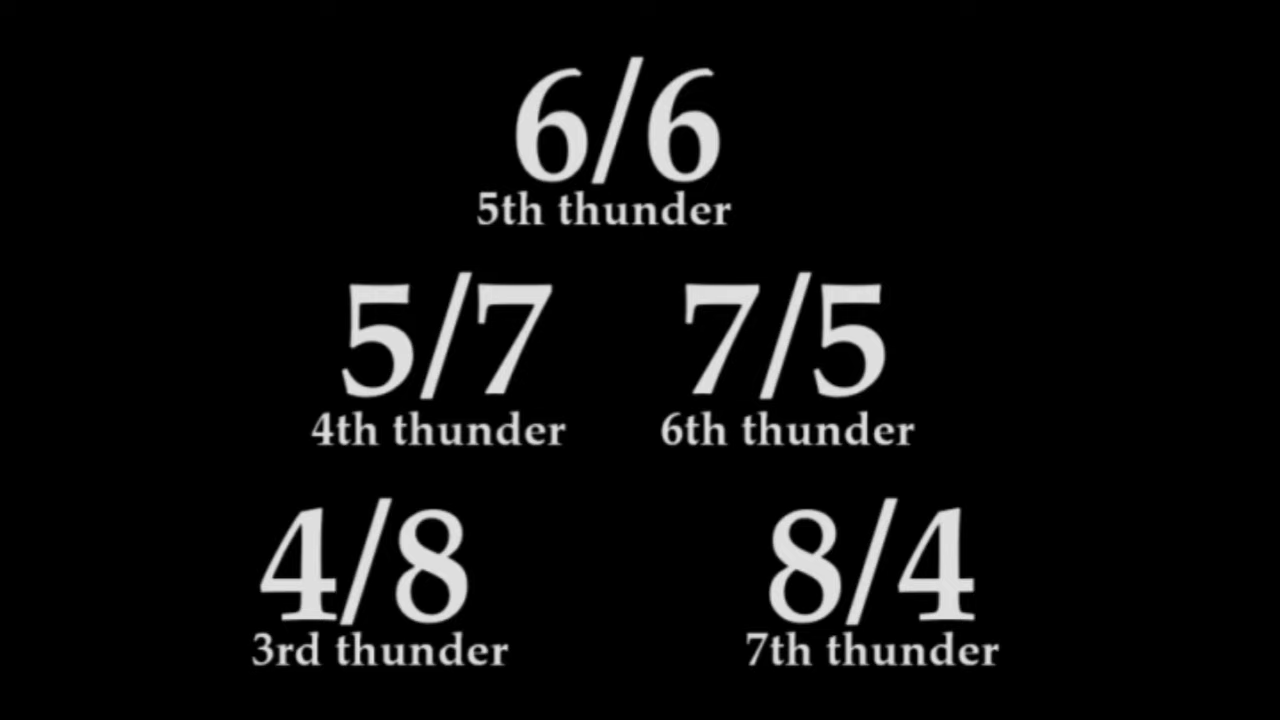 6/6
5th thunder
5/7 7/5
4th thunder 6th thunder
4/8 8/4
3rd thunder 7th thunder